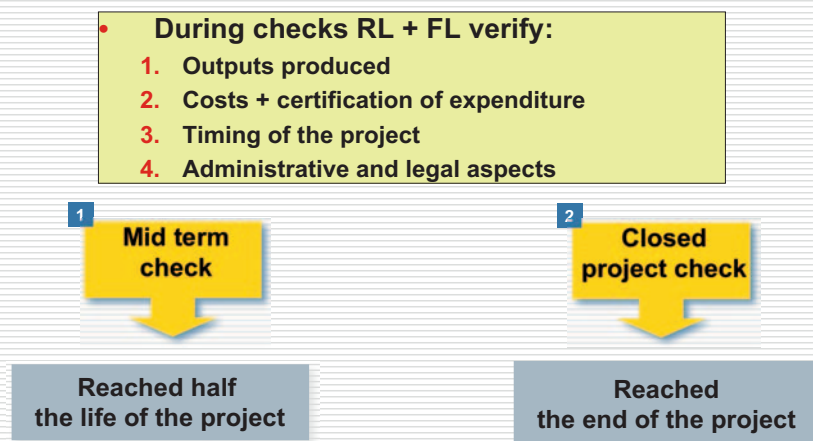 • During checks RL + FL verify:
1. Outputs produced
2. Costs + certification of expenditure
3. Timing of the project
4. Administrative and legal aspects
1
Mid term
check
2
Closed
project check
Reached half
the life of the project
Reached
the end of the project